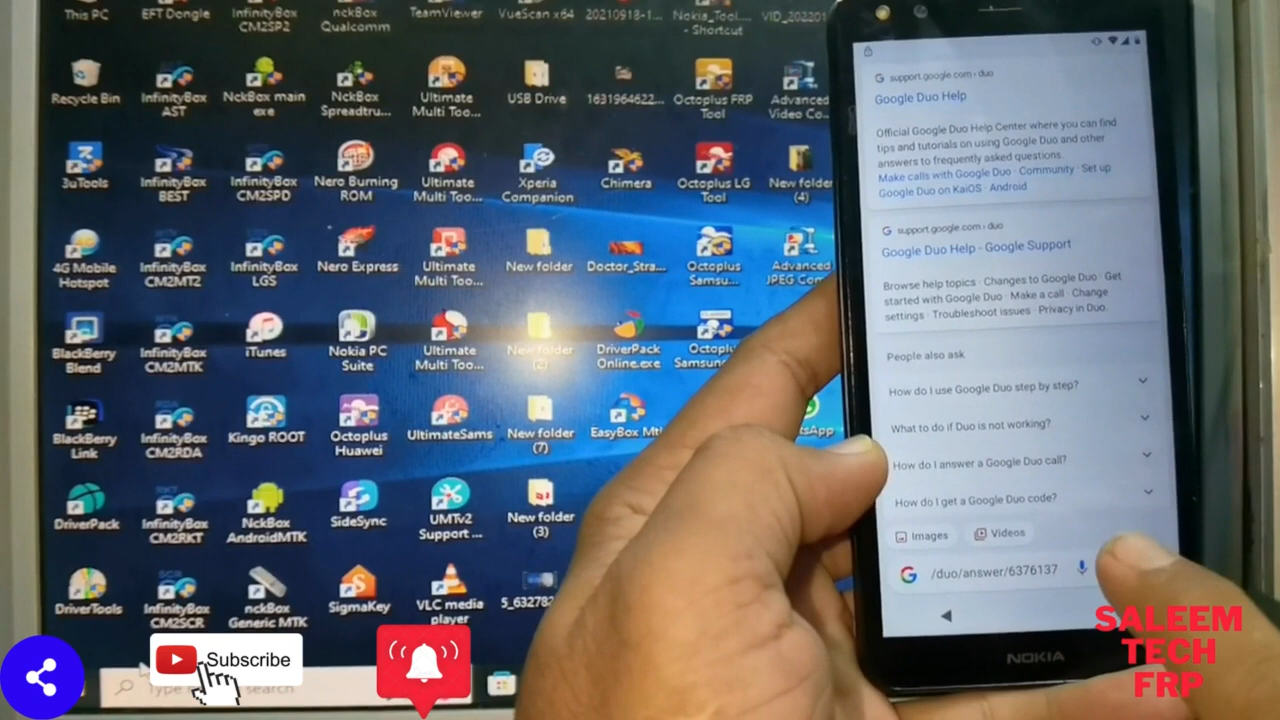 This PC
EFT Dongle
InfinityBox
CM2SP2
nckBox
Qualcomm
TeamViewer
VueScan x64
20210918-1...
Nokia_Tool....
- Shortcut
Recycle Bin
InfinityBox
AST
NckBox main
exe
NckBox
Spreadtru...
Ultimate
Multi Too...
USB Drive
1631964622...
Octoplus FRP
Tool
Advanced
Video Co...
3uTools
InfinityBox
BEST
InfinityBox
CM2SPD
Nero Burning
ROM
Ultimate
Multi Too...
Xperia
Companion
Chimera
Octoplus LG
Tool
New folder
(4)
4G Mobile
Hotspot
InfinityBox
CM2MT2
InfinityBox
LGS
Nero Express
Ultimate
Multi Too...
New folder
Doctor_Stra...
Octoplus
Samsu...
Advanced
JPEG Com
BlackBerry
Blend
InfinityBox
CM2MTK
iTunes
Nokia PC
Suite
Ultimate
Multi Too...
New folder
(2)
DriverPack
Online.exe
Octoplu
Samsung
BlackBerry
Link
InfinityBox
CM2RDA
Kingo ROOT
Octoplus
Huawei
UltimateSams
New folder
(7)
EasyBox
DriverPack
InfinityBox
CM2RKT
NckBox
AndroidMTK
SideSync
UMTv2
Support ...
New folder
(3)
DriverTools
InfinityBox
CM2SCR
nckBox
Generic MTK
SigmaKey
VLC media
player
5_63278
Subscribe
search
support.google.com › duo
Google Duo Help
Official Google Duo Help Center where you can find
tips and tutorials on using Google Duo and other
answers to frequently asked questions.
Make calls with Google Duo · Community · Set up
Google Duo on KaiOS · Android
support.google.com › duo
Google Duo Help - Google Support
Browse help topics · Changes to Google Duo · Get
started with Google Duo · Make a call · Change
settings · Troubleshoot issues · Privacy in Duo.
People also ask
How do I use Google Duo step by step?
What to do if Duo is not working?
How do I answer a Google Duo call?
How do I get a Google Duo code?
Images
Videos
/duo/answer/6376137
NOKIA
SALEEM
TECH
FRP